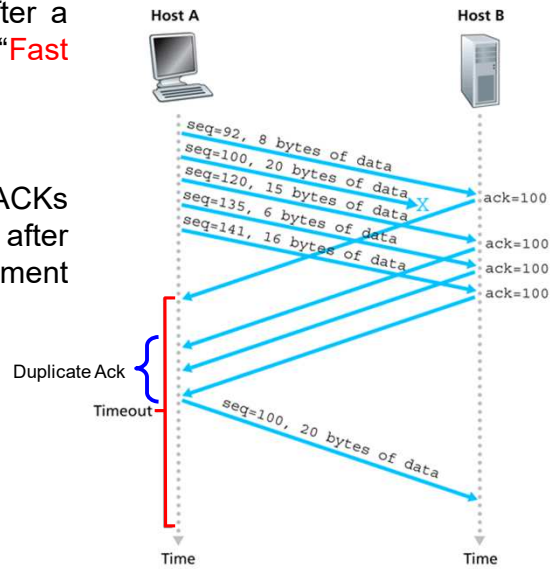 fter a
“Fast
ACKs
after
ment
Host A
Host B
seq=92, 8 bytes of data
seq=100, 20 bytes of data
seq=120, 15 bytes of data
seq=135, 6 bytes of data
seq=141, 16 bytes of data
X
ack=100
ack=100
ack=100
ack=100
Duplicate Ack
Timeout
seq=100, 20 bytes of data
Time
Time